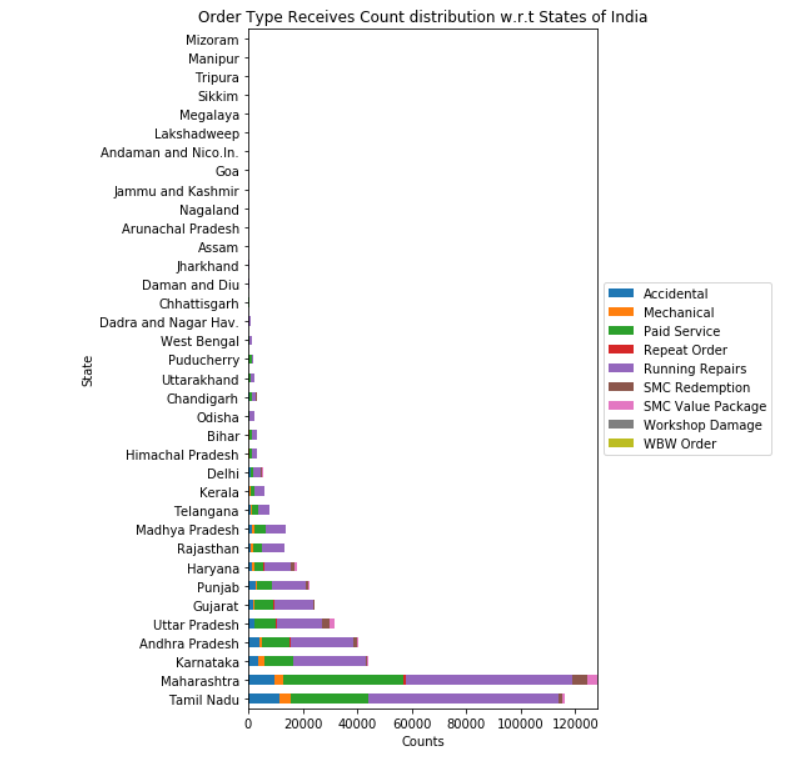 Order Type Receives Count distribution w.r.t States of India
Mizoram
Manipur
Tripura
Sikkim
Megalaya
Lakshadweep
Andaman and Nico.In.
Goa
Jammu and Kashmir
Nagaland
Arunachal Pradesh
Assam
Jharkhand
Daman and Diu
Chhattisgarh
Dadra and Nagar Hav.
West Bengal
Puducherry
Uttarakhand
Chandigarh
Odisha
Bihar
Himachal Pradesh
Delhi
Kerala
Telangana
Madhya Pradesh
Rajasthan
Haryana
Punjab
Gujarat
Uttar Pradesh
Andhra Pradesh
Karnataka
Maharashtra
Tamil Nadu
State
0 20000 40000 60000 80000 100000 120000
Counts
Accidental
Mechanical
Paid Service
Repeat Order
Running Repairs
SMC Redemption
SMC Value Package
Workshop Damage
WBW Order